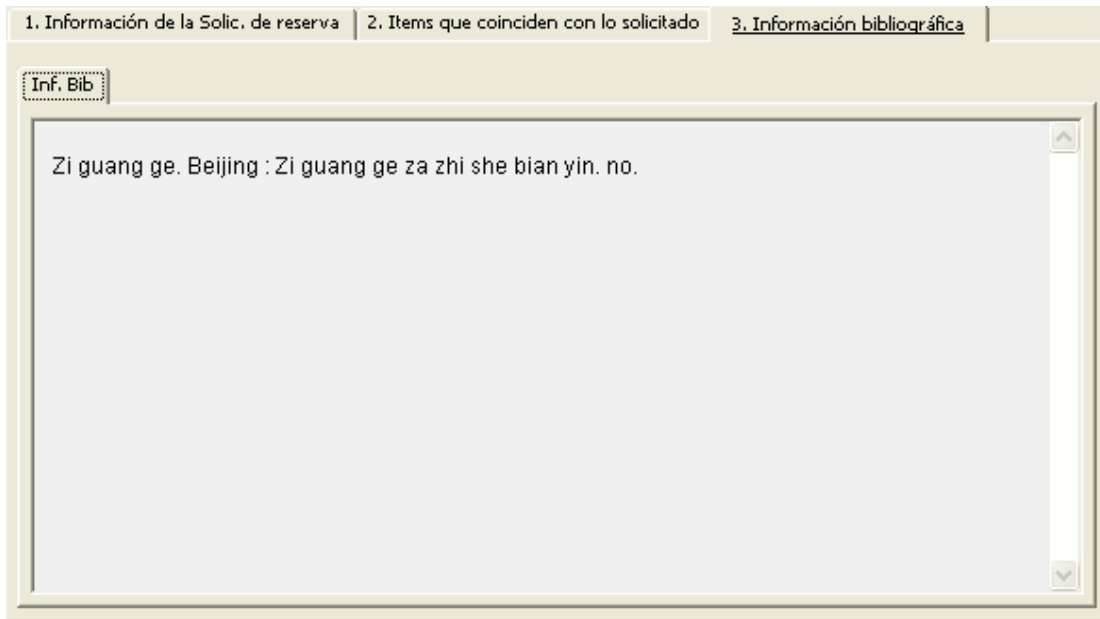 1. Información de la Solic. de reserva 2. Items que coinciden con lo solicitado 3. Información bibliográfica
Inf. Bib
Zi guang ge. Beijing : Zi guang ge za zhi she bian yin. no.